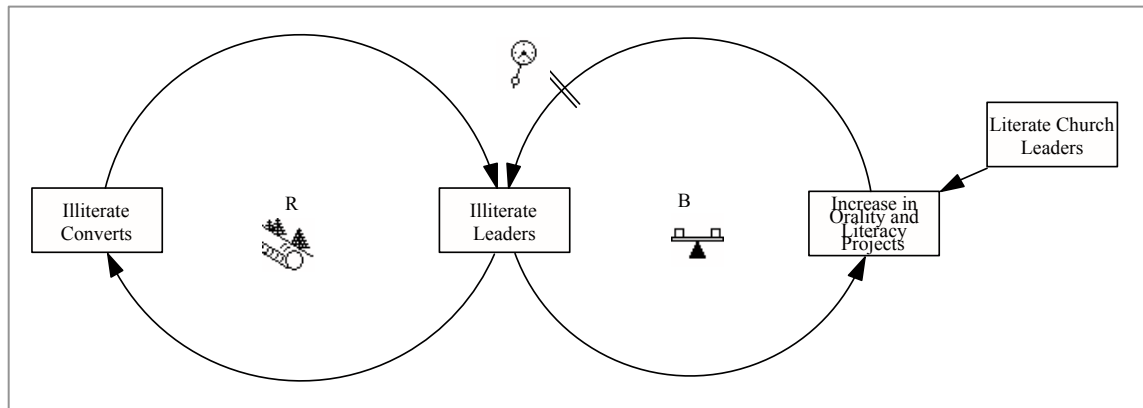 Literate Church
Leaders
Illiterate
Converts
R
Illiterate
Leaders
B
Increase in
Orality and
Literacy
Projects